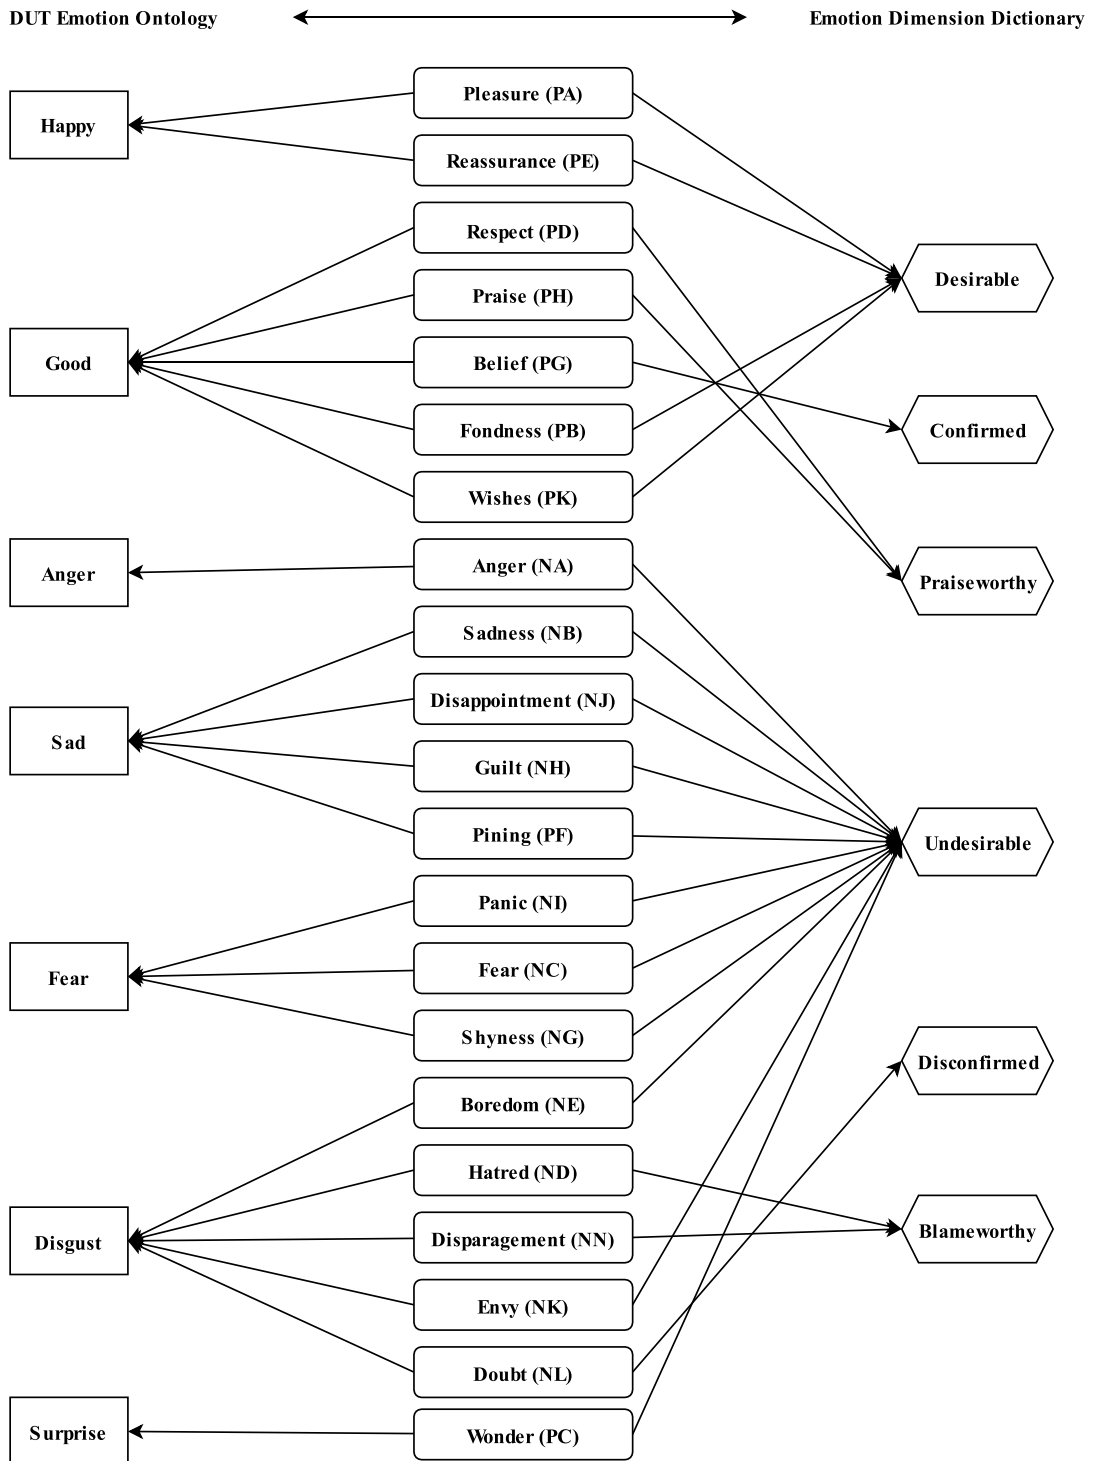 DUT Emotion Ontology
Emotion Dimension Dictionary
Pleasure (PA)
Happy
Reassurance (PE)
Respect (PD)
Desirable
Praise (PH)
Good
Belief (PG)
Fondness (PB)
Confirmed
Wishes (PK)
Anger
Anger (NA)
Praiseworthy
Sadness (NB)
Disappointment (NJ)
Sad
Guilt (NH)
Pining (PF)
Undesirable
Panic (NI)
Fear
Fear (NC)
Shyness (NG)
Disconfirmed
Boredom (NE)
Hatred (ND)
Blameworthy
Disgust
Disparagement (NN)
Envy (NK)
Doubt (NL)
Surprise
Wonder (PC)